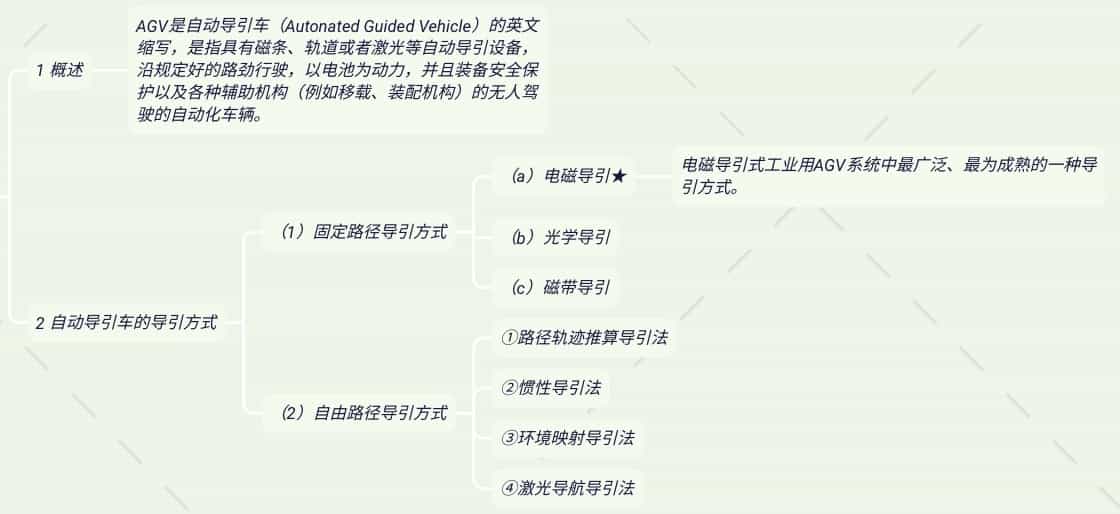 AGV是自动导引车（Autonated Guided Vehicle）的英文
缩写，是指具有磁条、轨道或者激光等自动导引设备，
沿规定好的路劲行驶，以电池为动力，并且装备安全保
护以及各种辅助机构（例如移载、装配机构）的无人驾
驶的自动化车辆。
1 概述
（a）电磁导引★
电磁导引式工业用AGV系统中最广泛、最为成熟的一种导
引方式。
（1）固定路径导引方式
（b）光学导引
（c）磁带导引
2 自动导引车的导引方式
①路径轨迹推算导引法
②惯性导引法
（2）自由路径导引方式
③环境映射导引法
④激光导航导引法